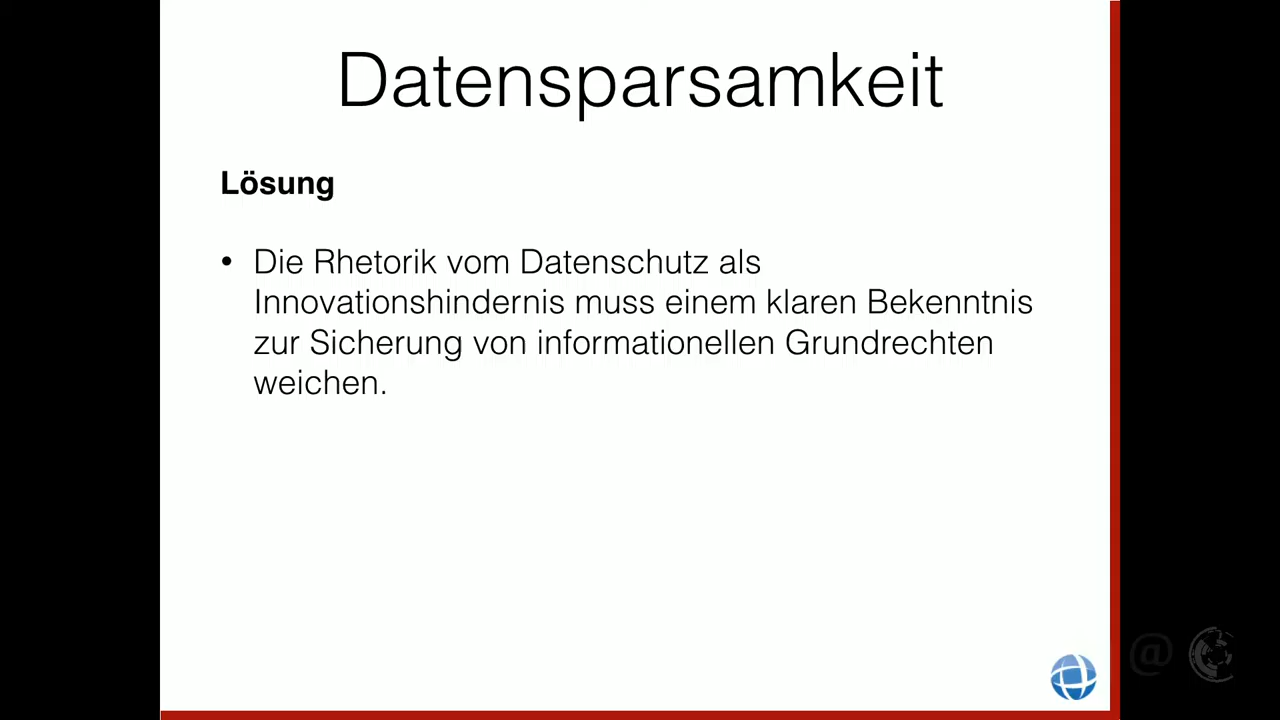 Datensparsamkeit
Lösung
• Die Rhetorik vom Datenschutz als
Innovationshindernis muss einem klaren Bekenntnis
zur Sicherung von informationellen Grundrechten
weichen.
@